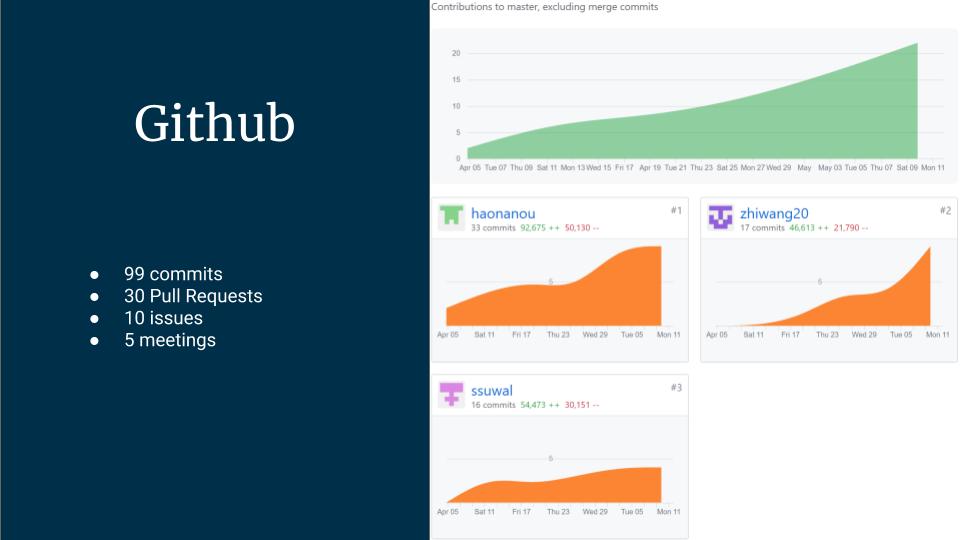 Github
● 99 commits
● 30 Pull Requests
● 10 issues
● 5 meetings
Contributions to master, excluding merge commits
20
15
10
5
0
Apr 05 Tue 07 Thu 09 Sat 11 Mon 13 Wed 15 Fri 17 Apr 19 Tue 21 Thu 23 Sat 25 Mon 27 Wed 29 May May 03 Tue 05 Thu 07 Sat 09 Mon 11
haonanou #1
33 commits 92,675 ++ 50,130 --
5
Apr 05 Sat 11 Fri 17 Thu 23 Wed 29 Tue 05 Mon 11
zhiwang20 #2
17 commits 46,613 ++ 21,790 --
5
Apr 05 Sat 11 Fri 17 Thu 23 Wed 29 Tue 05 Mon 11
ssuwal #3
16 commits 54,473 ++ 30,151 --
5
Apr 05 Sat 11 Fri 17 Thu 23 Wed 29 Tue 05 Mon 11